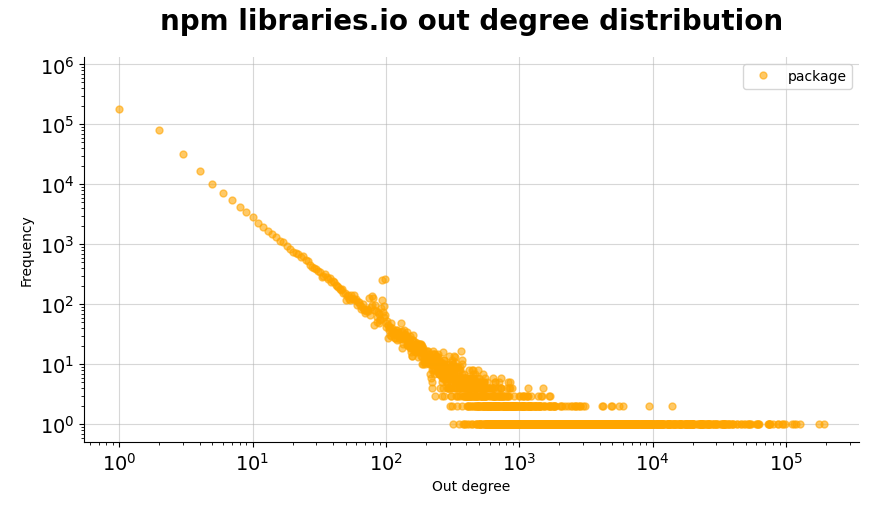 npm libraries.io out degree distribution
package
Frequency
10^6
10^5
10^4
10^3
10^2
10^1
10^0
10^0 10^1 10^2 10^3 10^4 10^5
Out degree